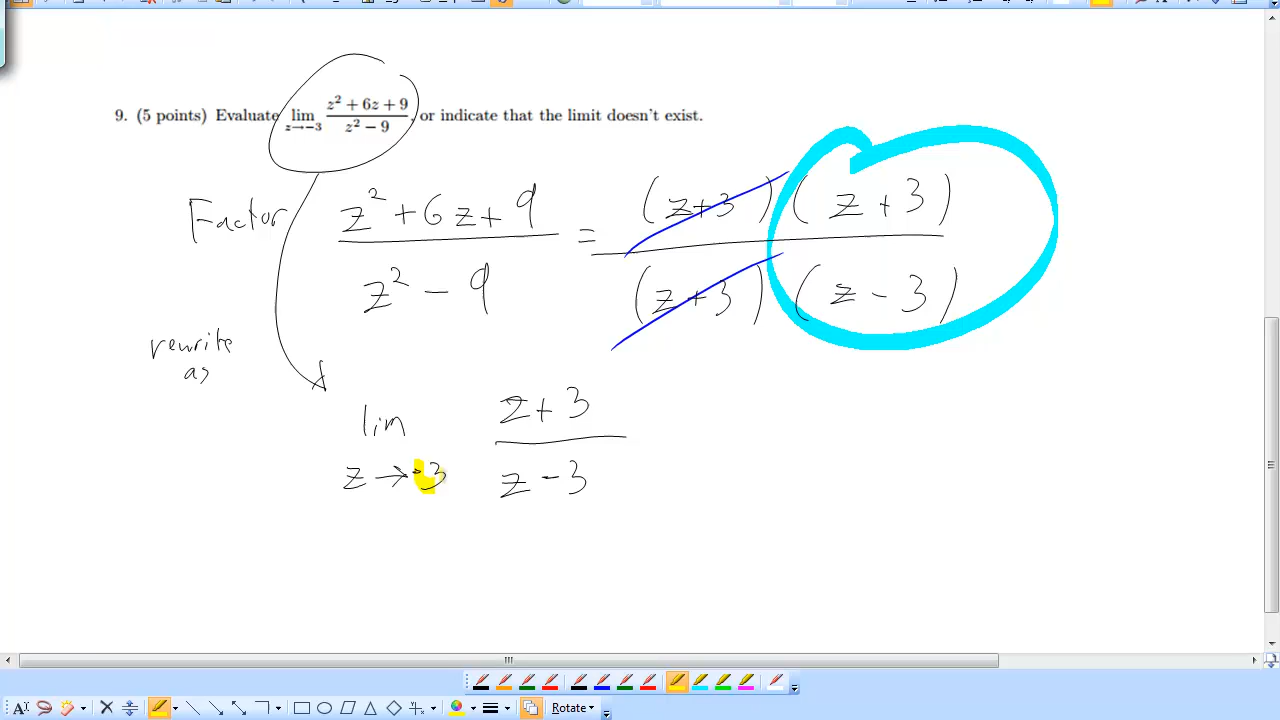 9. (5 points) Evaluate lim z→−3 (z² + 6z + 9)/(z² − 9), or indicate that the limit doesn't exist.
Factor (z² + 6z + 9)/(z² − 9) = ((z+3)(z+3))/((z+3)(z−3))
rewrite
as
lim z→-3 (z+3)/(z-3)
Rotate